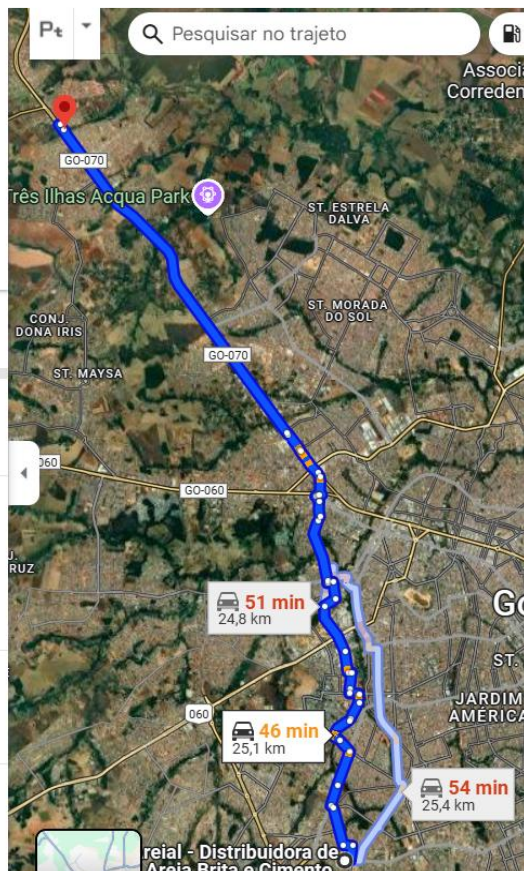 Pesquisar no trajeto
Associa
Correden
GO-070
Três Ilhas Acqua Park
ST. ESTRELA
DALVA
ST. MORADA
DO SOL
CONJ.
DONA IRIS
GO-070
ST. MAYSA
060
GO-060
J.
RUZ
51 min
24,8 km
Go
ST.
JARDIM
AMÉRICA
060
46 min
25,1 km
54 min
25,4 km
reial - Distribuidora de
Areia Brita e Cimento